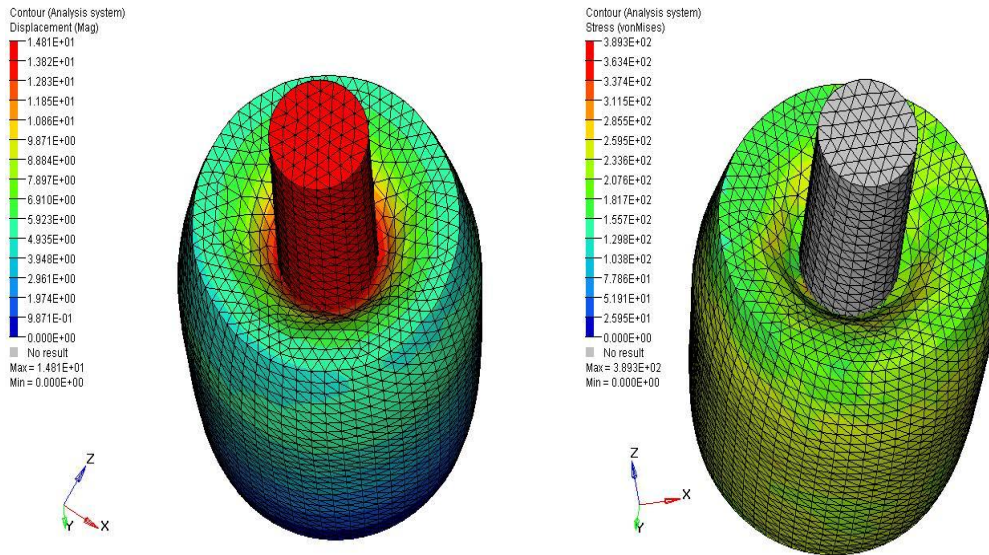 Contour (Analysis system)
Displacement (Mag)
1.481E+01
1.382E+01
1.283E+01
1.185E+01
1.086E+01
9.871E+00
8.884E+00
7.897E+00
6.910E+00
5.923E+00
4.935E+00
3.948E+00
2.961E+00
1.974E+00
9.871E-01
0.000E+00
No result
Max = 1.481E+01
Min = 0.000E+00
Z
Y
X
Contour (Analysis system)
Stress (vonMises)
3.893E+02
3.634E+02
3.374E+02
3.115E+02
2.855E+02
2.595E+02
2.336E+02
2.076E+02
1.817E+02
1.557E+02
1.298E+02
1.038E+02
7.786E+01
5.191E+01
2.595E+01
0.000E+00
No result
Max = 3.893E+02
Min = 0.000E+00
Z
X
Y